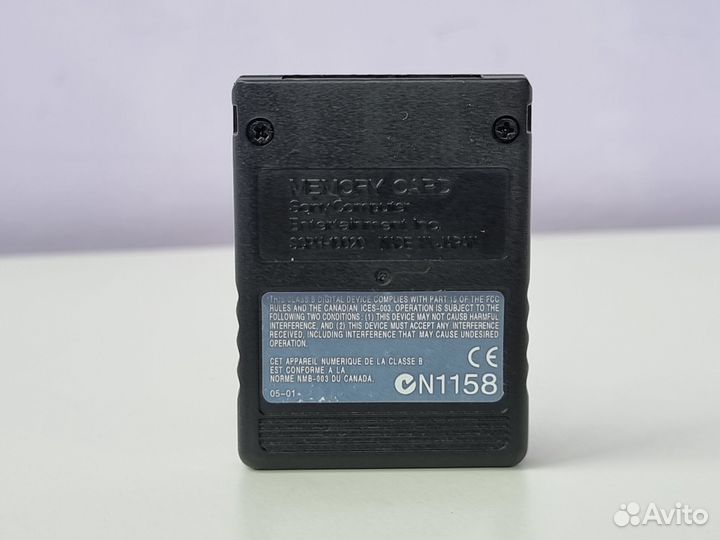 MEMORY CARD
Sony Computer
Entertainment Inc.
SCPH-10020 MADE IN JAPAN
THIS CLASS B DIGITAL DEVICE COMPLIES WITH PART 15 OF THE FCC
RULES AND THE CANADIAN ICES-003. OPERATION IS SUBJECT TO THE
FOLLOWING TWO CONDITIONS : (1) THIS DEVICE MAY NOT CAUSE HARMFUL
INTERFERENCE, AND (2) THIS DEVICE MUST ACCEPT ANY INTERFERENCE
RECEIVED, INCLUDING INTERFERENCE THAT MAY CAUSE UNDESIRED
OPERATION.
CET APPAREIL NUMERIQUE DE LA CLASSE B
EST CONFORME A LA
NORME NMB-003 DU CANADA.
CE
N1158
05-01
Avito